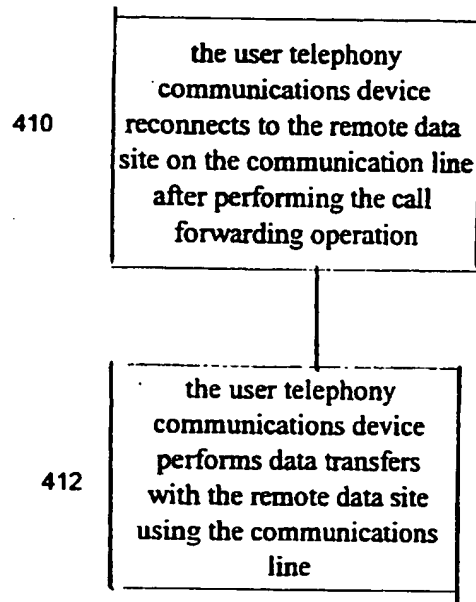 the user telephony
communications device
410
reconnects to the remote data
site on the communication line
after performing the call
forwarding operation
the user telephony
communications device
performs data transfers
412
with the remote data site
using the communications
line